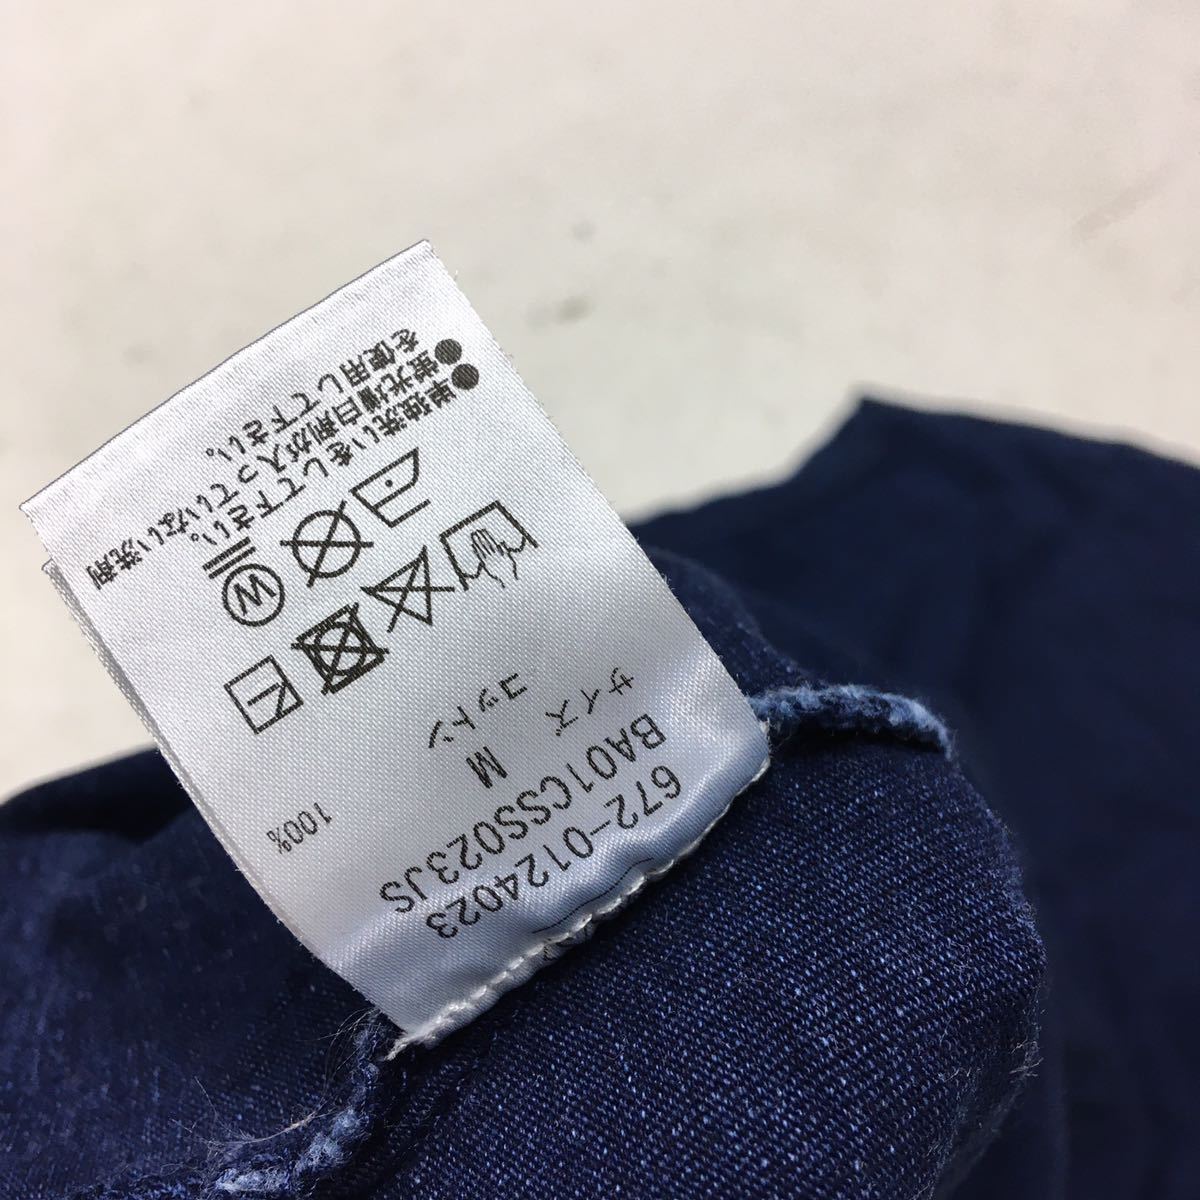 672-0124023
BA01CSS023JS
サイズ M
コットン 100%
W
●単独洗いをして下さい。
●蛍光増白剤が入っていない洗剤
を使用して下さい。